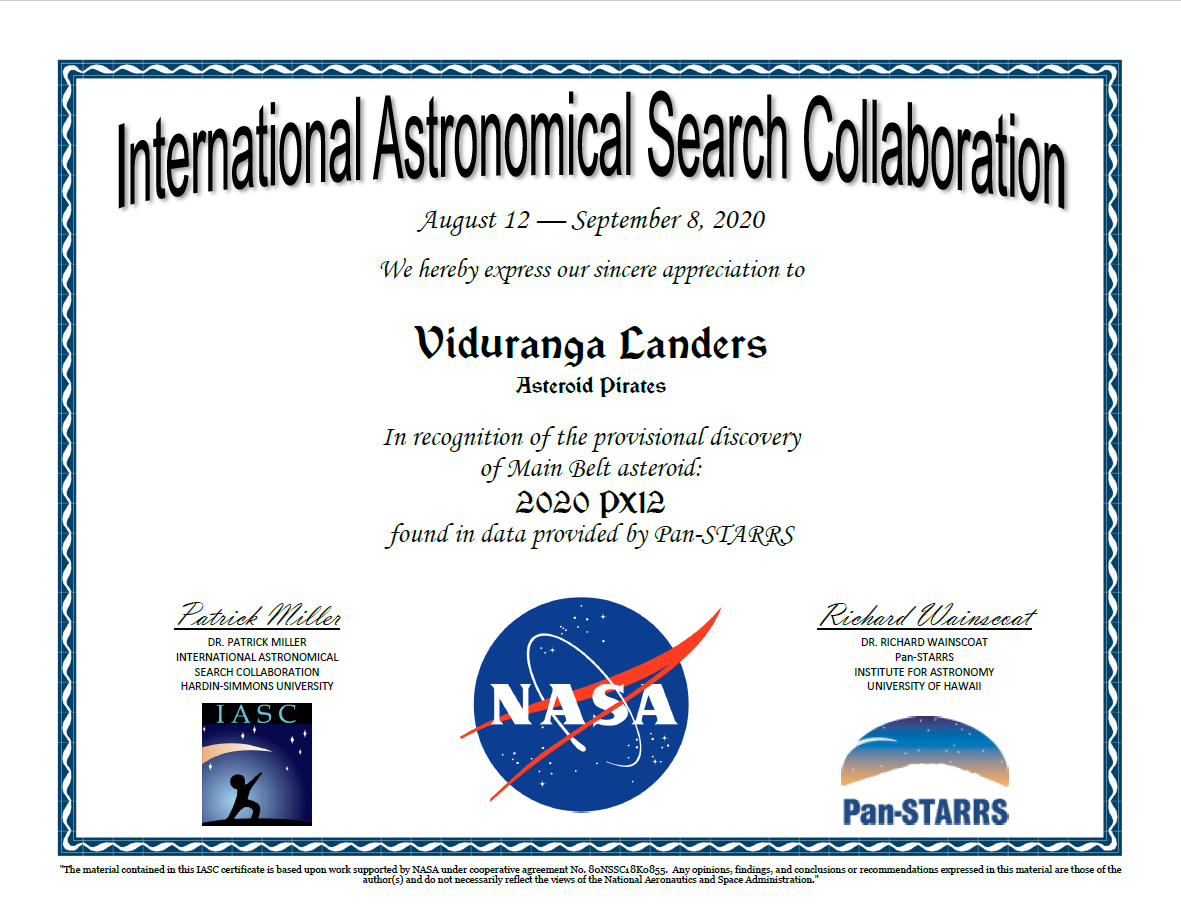 International Astronomical Search Collaboration
August 12 — September 8, 2020
We hereby express our sincere appreciation to
Viduranga Landers
Asteroid Pirates
In recognition of the provisional discovery
of Main Belt asteroid:
2020 PX12
found in data provided by Pan-STARRS
Patrick Miller
DR. PATRICK MILLER
INTERNATIONAL ASTRONOMICAL
SEARCH COLLABORATION
HARDIN-SIMMONS UNIVERSITY
IASC
NASA
Richard Wainscoat
DR. RICHARD WAINSCOAT
Pan-STARRS
INSTITUTE FOR ASTRONOMY
UNIVERSITY OF HAWAII
Pan-STARRS
"The material contained in this IASC certificate is based upon work supported by NASA under cooperative agreement No. 80NSSC18K0855. Any opinions, findings, and conclusions or recommendations expressed in this material are those of the
author(s) and do not necessarily reflect the views of the National Aeronautics and Space Administration."